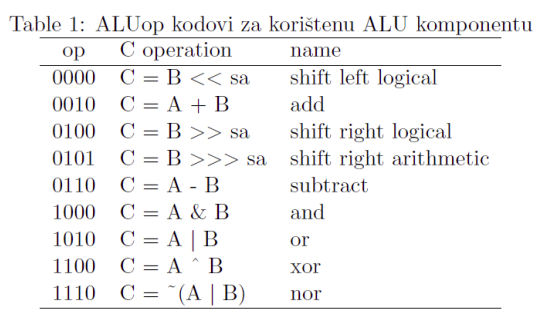 Table 1: ALUop kodovi za korištenu ALU komponentu
op C operation name
0000 C = B << sa shift left logical
0010 C = A + B add
0100 C = B >> sa shift right logical
0101 C = B >>> sa shift right arithmetic
0110 C = A - B subtract
1000 C = A & B and
1010 C = A | B or
1100 C = A ^ B xor
1110 C = ~(A | B) nor